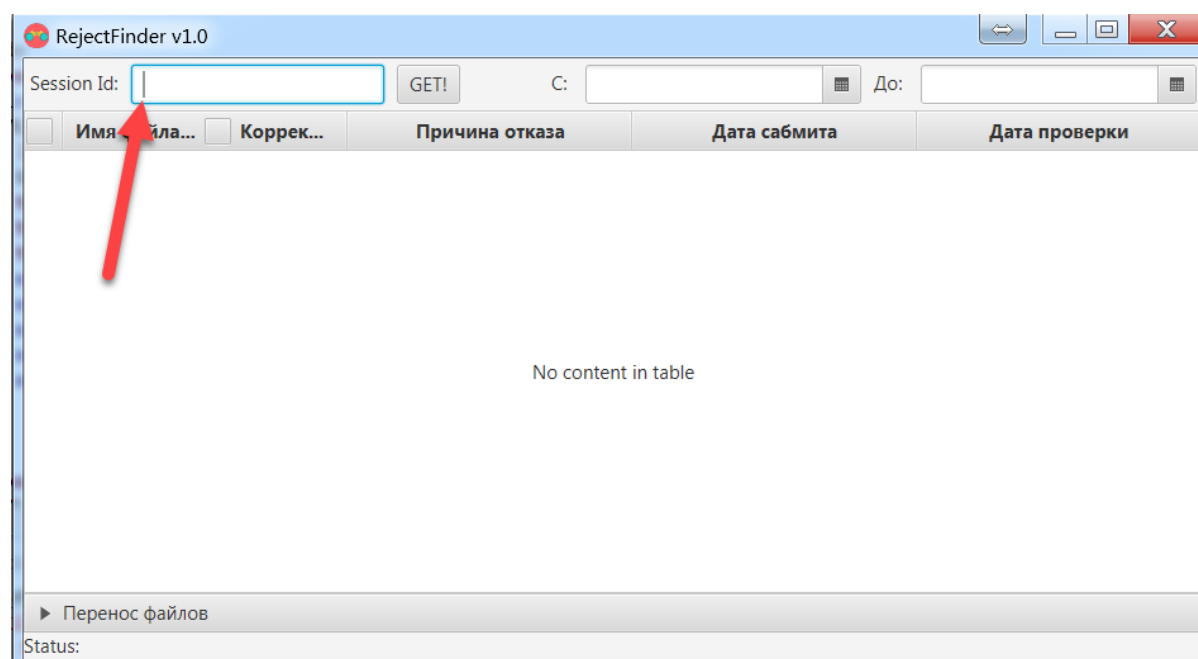 RejectFinder v1.0
Session Id: GET! С: До:
Коррек... Причина отказа Дата сабмита Дата проверки
No content in table
Перенос файлов
Status: